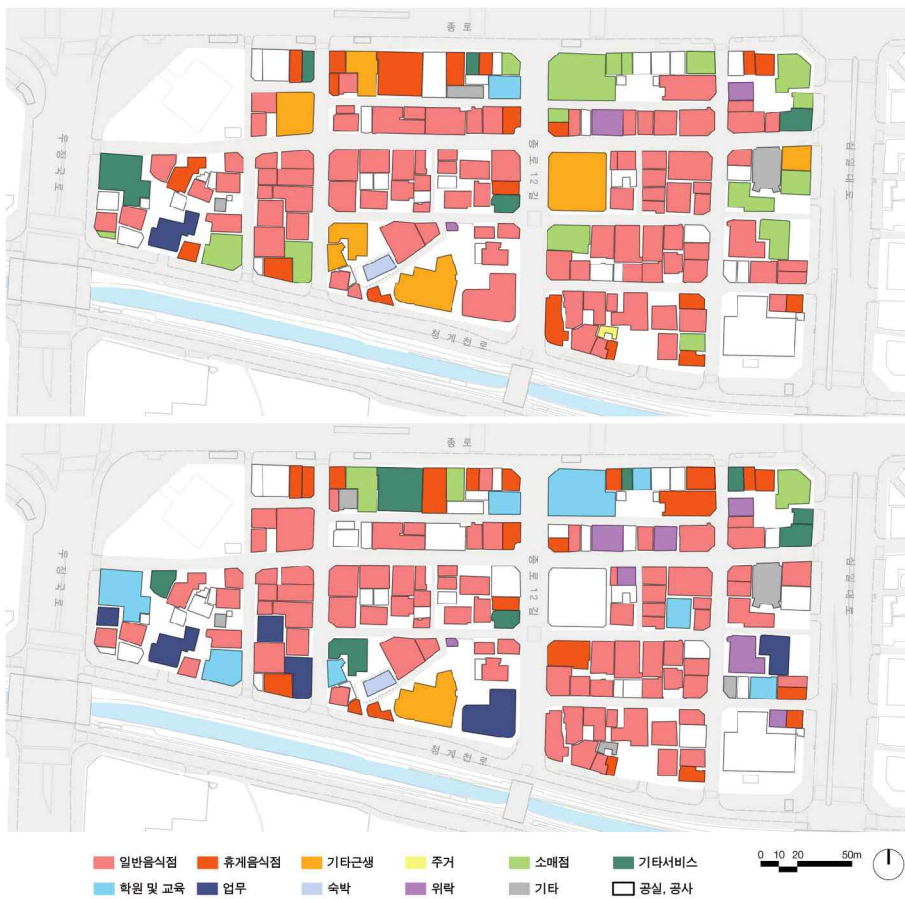 종로
우정국로
종로12길
삼일대로
청계천로
종로
우정국로
종로12길
삼일대로
청계천로
일반음식점 휴게음식점 기타근생 주거 소매점 기타서비스
학원 및 교육 업무 숙박 위락 기타 공실, 공사
0 10 20 50m